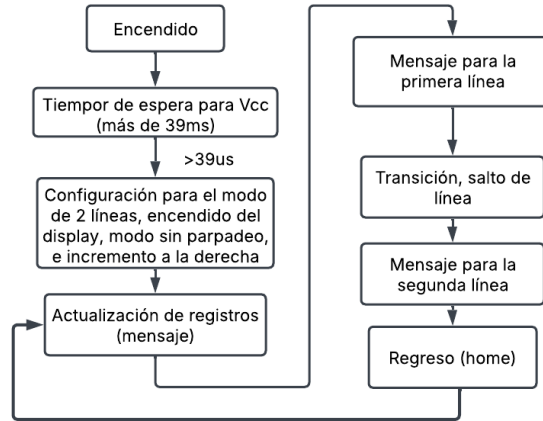 Encendido
Tiempor de espera para Vcc
(más de 39ms)
>39us
Configuración para el modo
de 2 líneas, encendido del
display, modo sin parpadeo,
e incremento a la derecha
Actualización de registros
(mensaje)
Mensaje para la
primera línea
Transición, salto de
línea
Mensaje para la
segunda línea
Regreso (home)